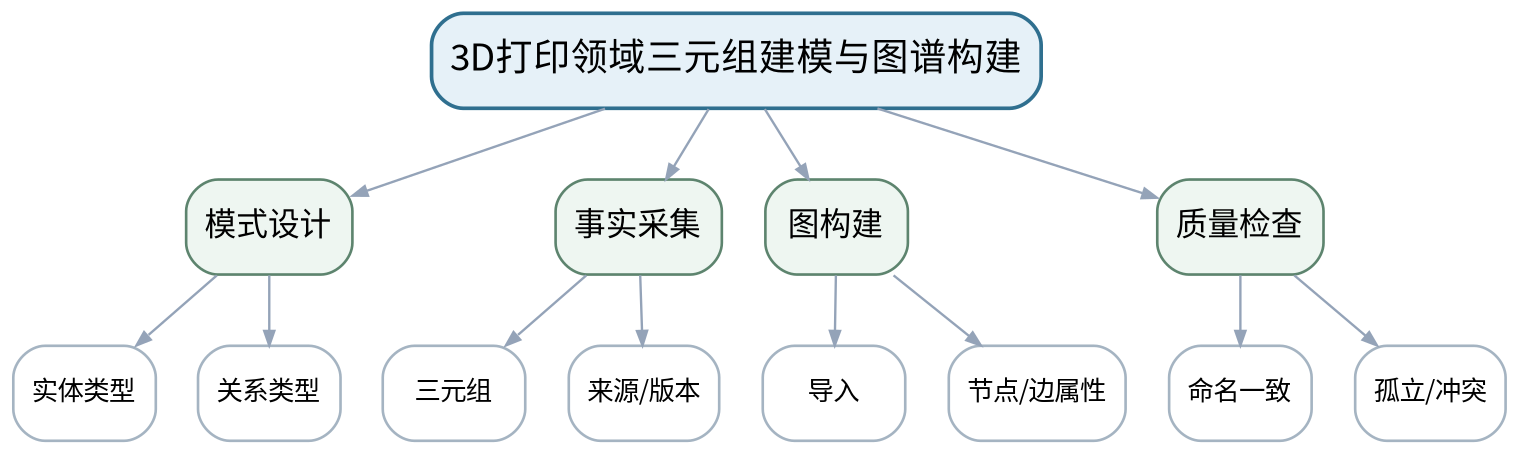 3D打印领域三元组建模与图谱构建
模式设计
事实采集
图构建
质量检查
实体类型
关系类型
三元组
来源/版本
导入
节点/边属性
命名一致
孤立/冲突